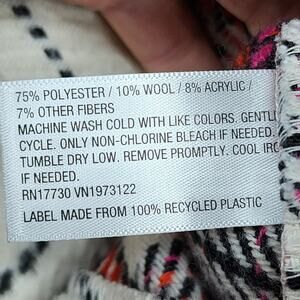 75% POLYESTER / 10% WOOL / 8% ACRYLIC /
7% OTHER FIBERS
MACHINE WASH COLD WITH LIKE COLORS. GENTL
CYCLE. ONLY NON-CHLORINE BLEACH IF NEEDED.
TUMBLE DRY LOW. REMOVE PROMPTLY. COOL IRO
IF NEEDED.
RN17730 VN1973122
LABEL MADE FROM 100% RECYCLED PLASTIC